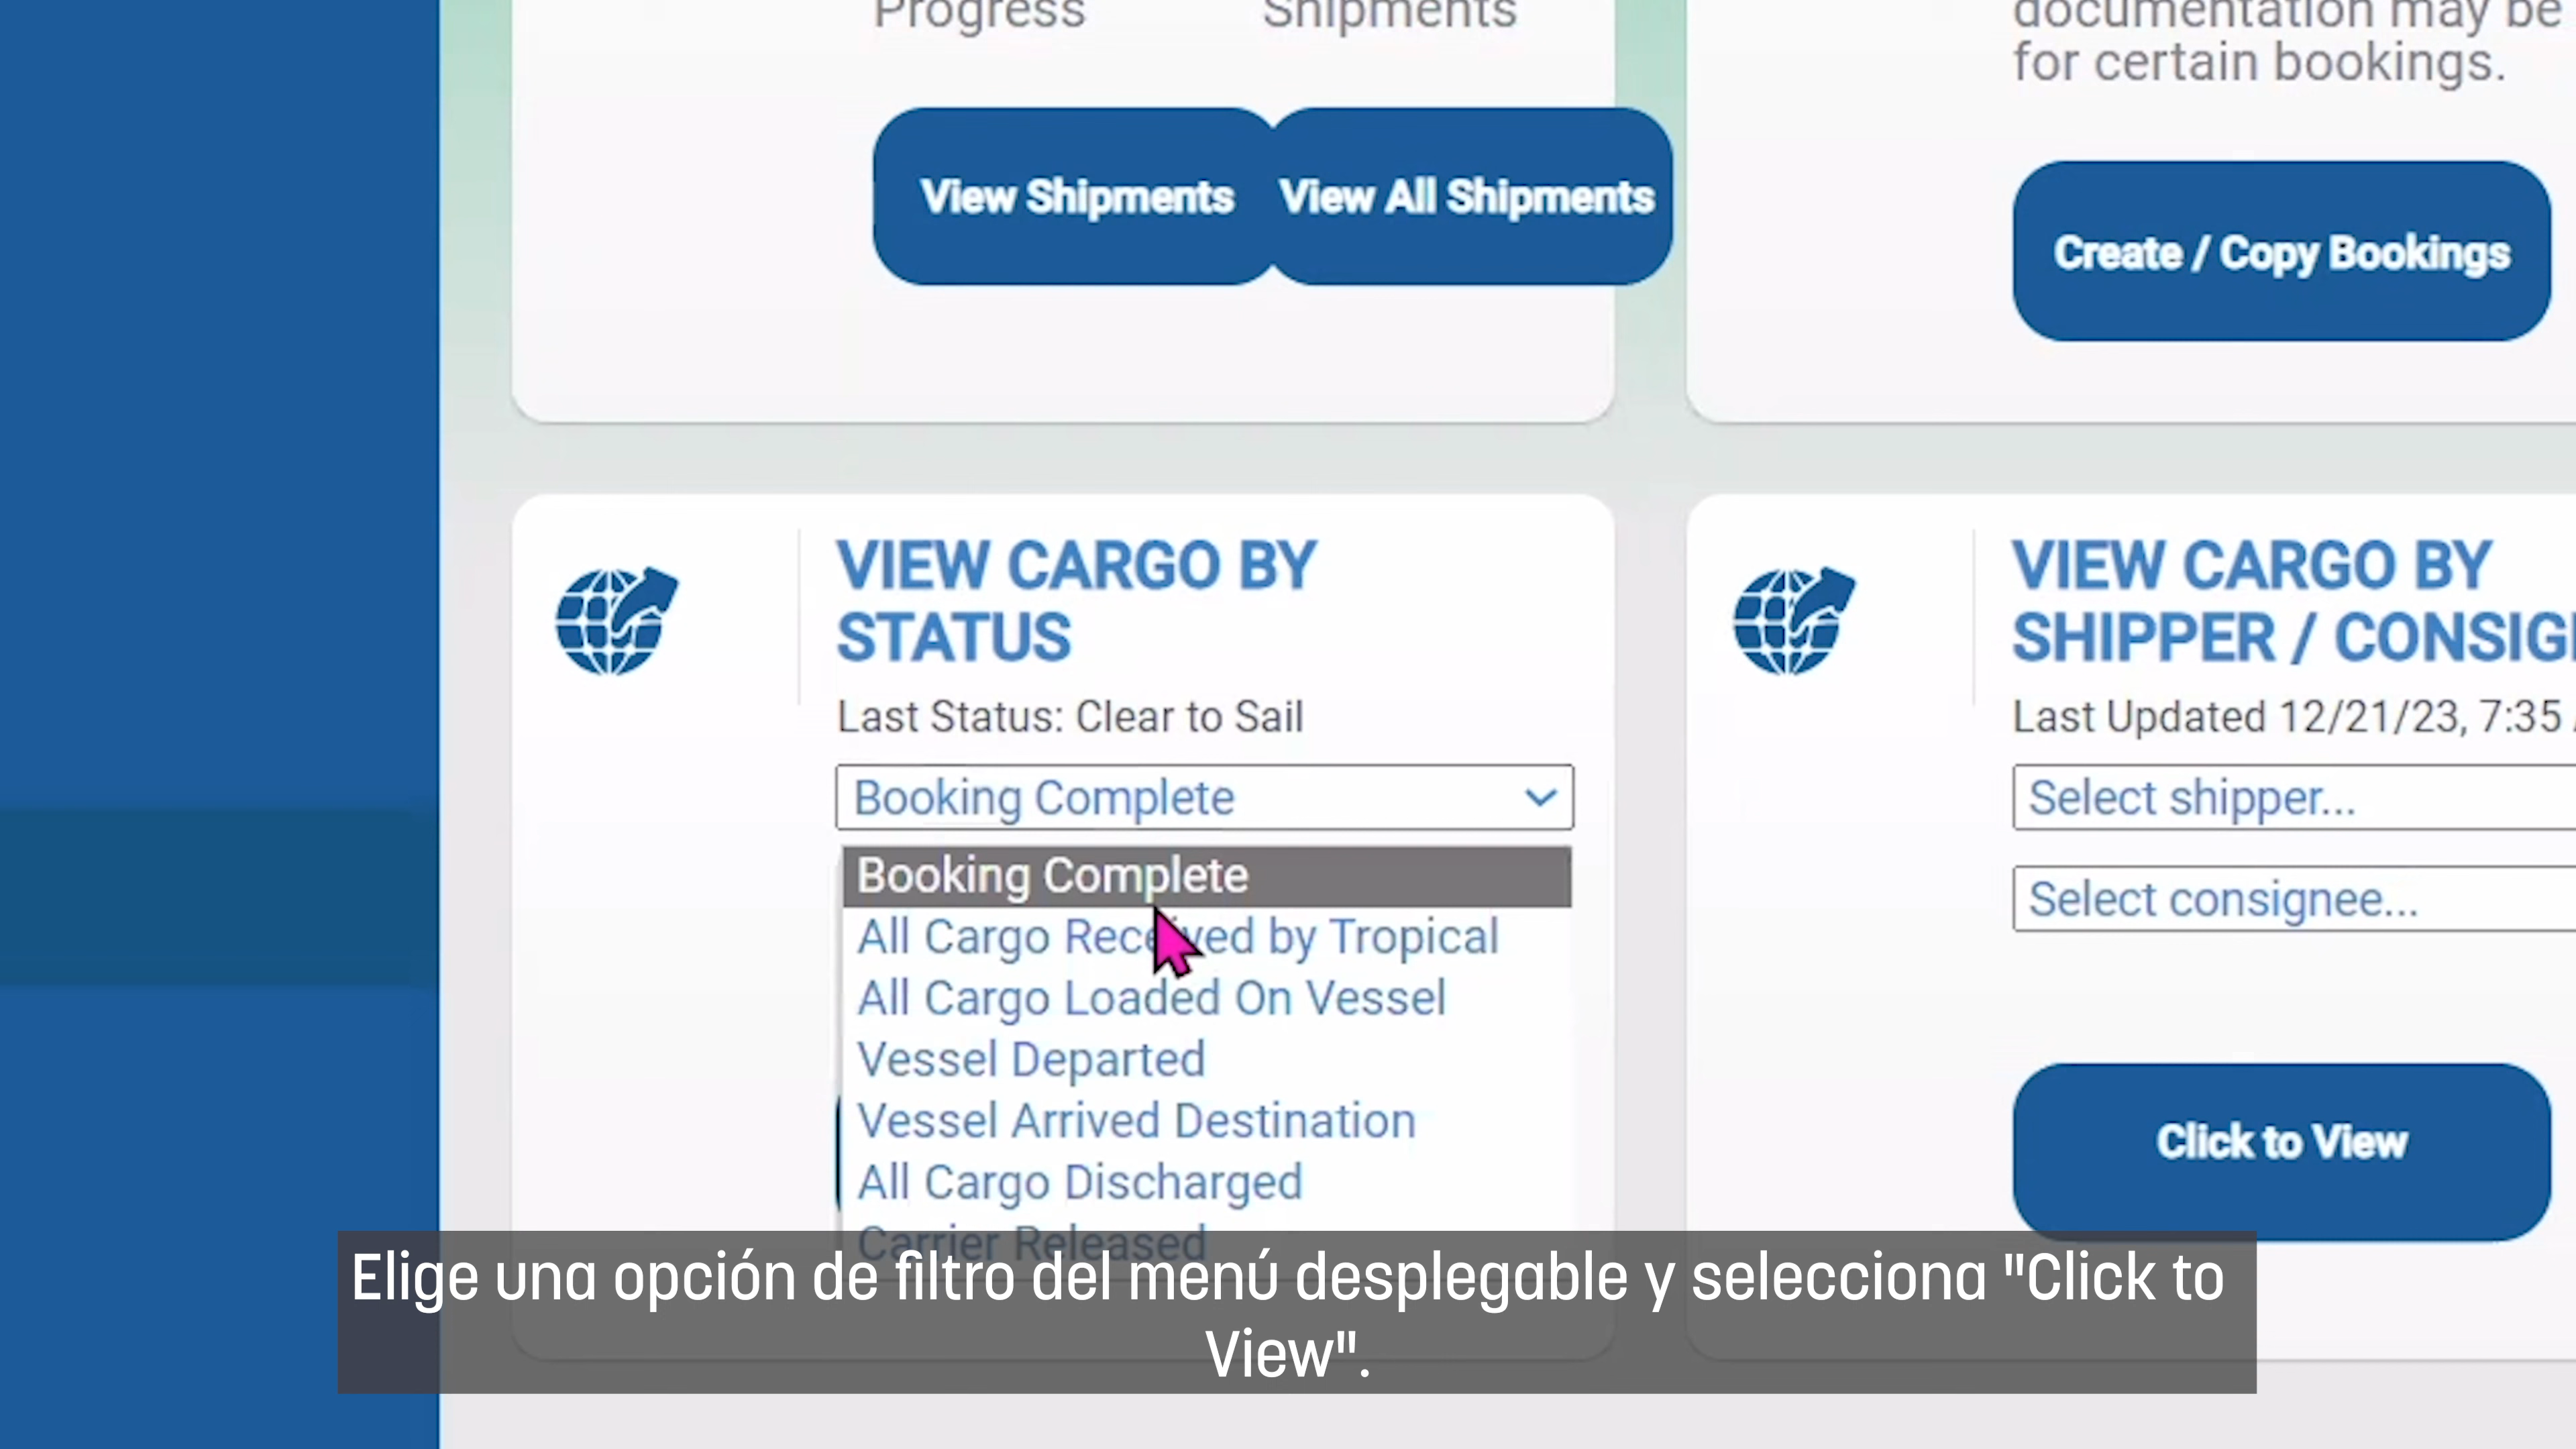 Progress
Shipments
documentation may be
for certain bookings.
View Shipments
View All Shipments
Create / Copy Bookings
VIEW CARGO BY
STATUS
Last Status: Clear to Sail
Booking Complete
Booking Complete
All Cargo Received by Tropical
All Cargo Loaded On Vessel
Vessel Departed
Vessel Arrived Destination
All Cargo Discharged
Carrier Released
VIEW CARGO BY
SHIPPER / CONSIG
Last Updated 12/21/23, 7:35
Select shipper...
Select consignee...
Click to View
Elige una opción de filtro del menú desplegable y selecciona "Click to
View".